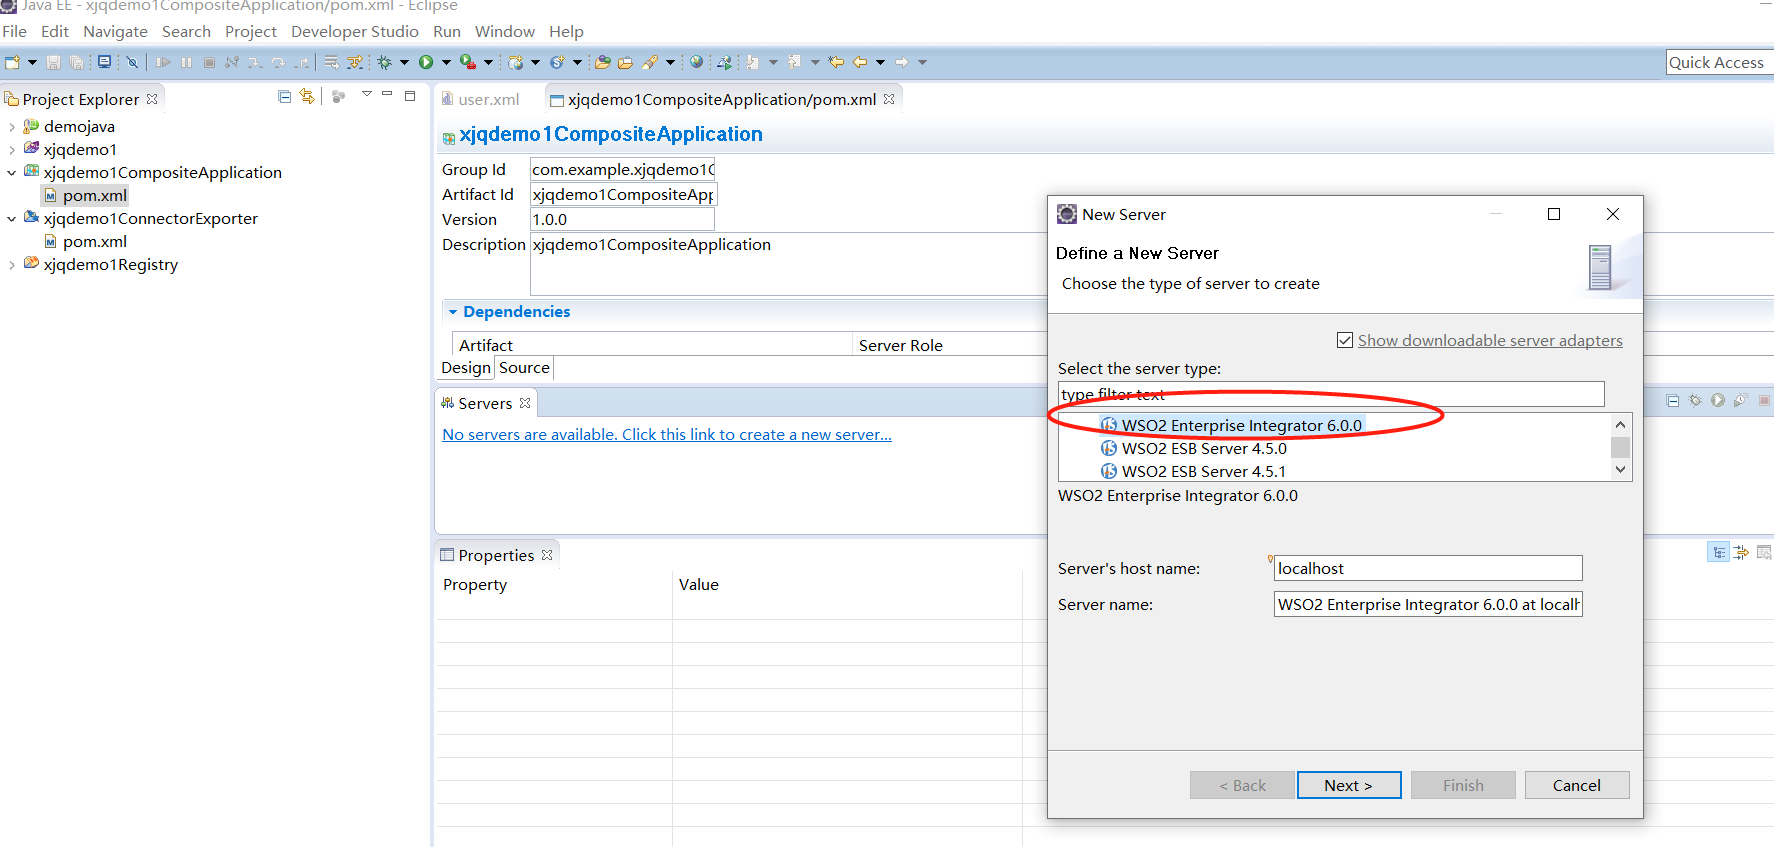 Java EE - xjqdemo1CompositeApplication/pom.xml - Eclipse
File Edit Navigate Search Project Developer Studio Run Window Help
Quick Access
Project Explorer
demojava
xjqdemo1
xjqdemo1CompositeApplication
pom.xml
xjqdemo1ConnectorExporter
pom.xml
xjqdemo1Registry
user.xml
xjqdemo1CompositeApplication/pom.xml
xjqdemo1CompositeApplication
Group Id com.example.xjqdemo1C
Artifact Id xjqdemo1CompositeApp
Version 1.0.0
Description xjqdemo1CompositeApplication
Dependencies
Artifact Server Role
Design Source
Servers
No servers are available. Click this link to create a new server...
Properties
Property Value
New Server
Define a New Server
Choose the type of server to create
Show downloadable server adapters
Select the server type:
type filter text
WSO2 Enterprise Integrator 6.0.0
WSO2 ESB Server 4.5.0
WSO2 ESB Server 4.5.1
WSO2 Enterprise Integrator 6.0.0
Server's host name: localhost
Server name: WSO2 Enterprise Integrator 6.0.0 at localh
< Back Next > Finish Cancel